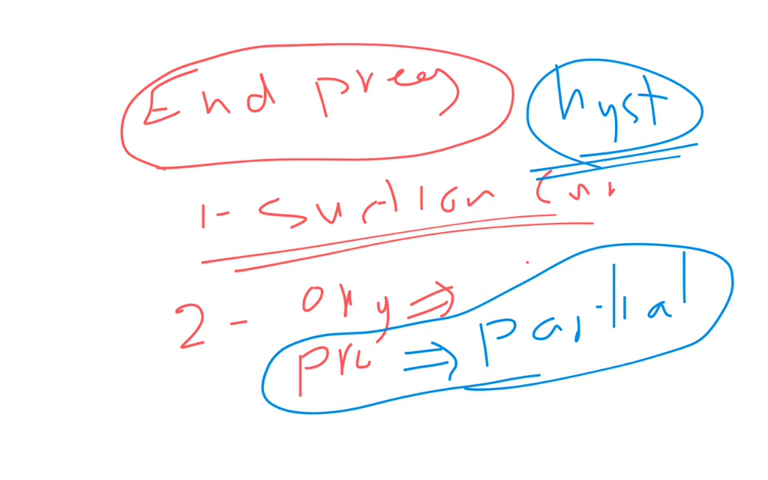 End preg hyst
1- Suction Cur
2- Oxy ⇒
pro ⇒ partial